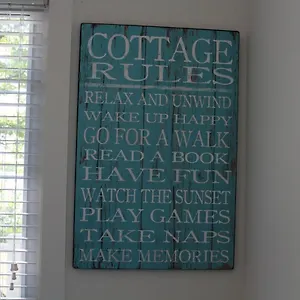 COTTAGE
RULES
RELAX AND UNWIND
WAKE UP HAPPY
GO FOR A WALK
READ A BOOK
HAVE FUN
WATCH THE SUNSET
PLAY GAMES
TAKE NAPS
MAKE MEMORIES